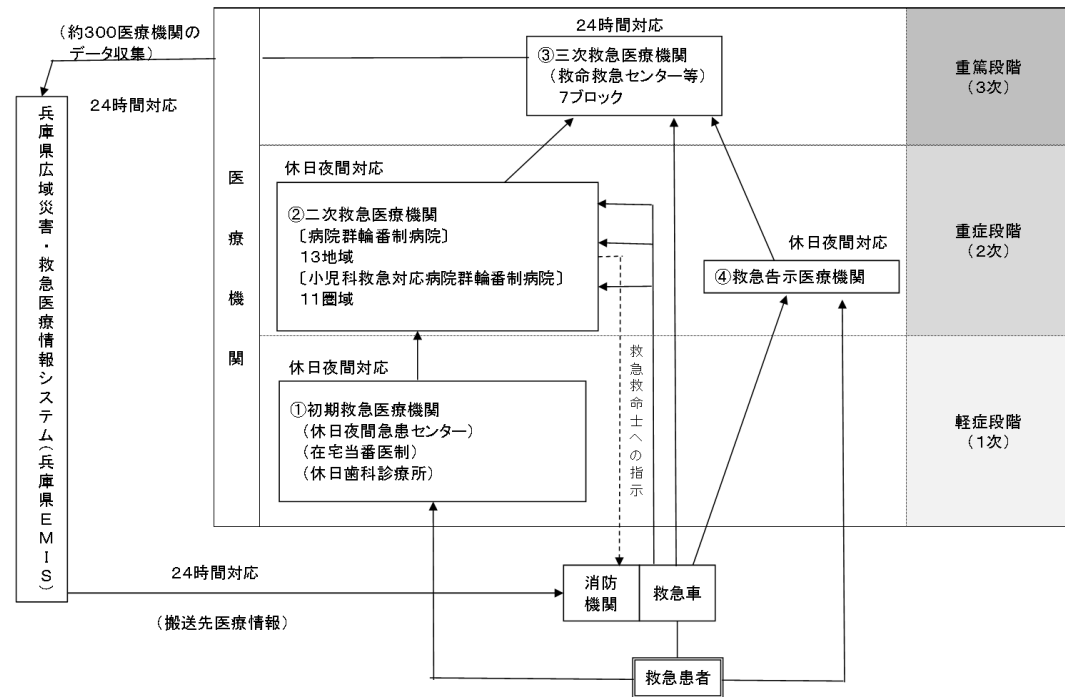 (約300医療機関の
データ収集)
24時間対応
兵庫県広域災害・救急医療情報システム(兵庫県EMIS)
医療機関
24時間対応
③三次救急医療機関
(救命救急センター等)
7ブロック
重篤段階
(3次)
休日夜間対応
②二次救急医療機関
〔病院群輪番制病院〕
13地域
〔小児科救急対応病院群輪番制病院〕
11圏域
休日夜間対応
④救急告示医療機関
重症段階
(2次)
休日夜間対応
①初期救急医療機関
(休日夜間急患センター)
(在宅当番医制)
(休日歯科診療所)
救急救命士への指示
軽症段階
(1次)
24時間対応
(搬送先医療情報)
消防
機関
救急車
救急患者